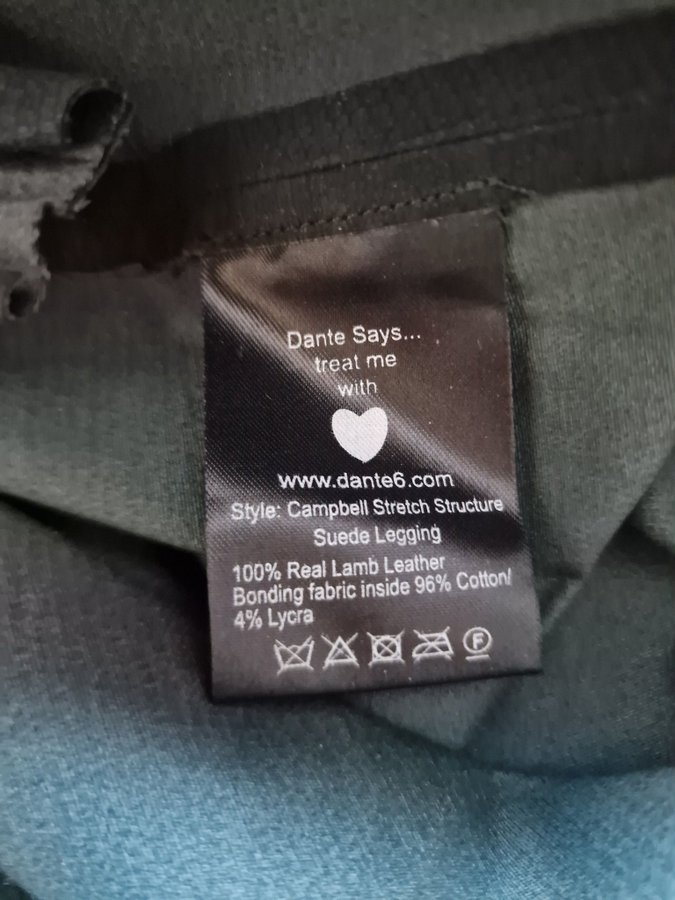 Dante Says...
treat me
with
www.dante6.com
Style: Campbell Stretch Structure
Suede Legging
100% Real Lamb Leather
Bonding fabric inside 96% Cotton/
4% Lycra
F